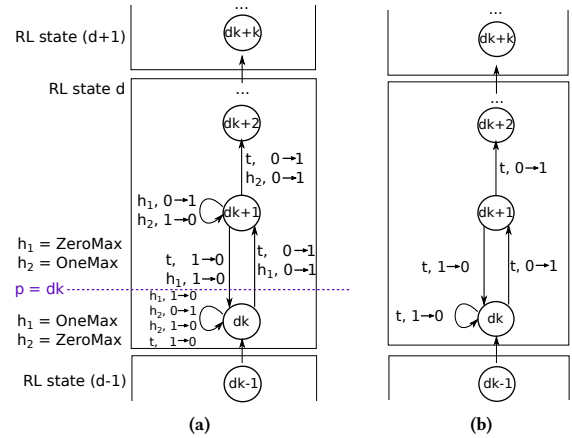 ...
RL state (d+1)
dk+k
RL state d
...
dk+2
t, 0→1
h₂, 0→1
h₁, 0→1
h₂, 1→0
dk+1
h₁ = ZeroMax
h₂ = OneMax
t, 1→0
h₁, 1→0
t, 0→1
h₁, 0→1
p = dk
h₁, 1→0
h₂, 0→1
h₂, 1→0
t, 1→0
h₁ = OneMax
h₂ = ZeroMax
dk
RL state (d-1)
dk-1
(a)
...
dk+k
...
dk+2
t, 0→1
dk+1
t, 1→0
t, 0→1
dk
t, 1→0
dk-1
(b)